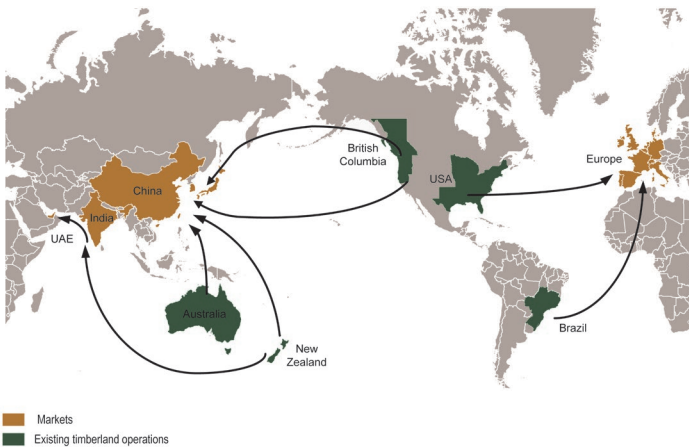 British
Columbia
Europe
USA
China
India
UAE
Australia
New
Zealand
Brazil
Markets
Existing timberland operations